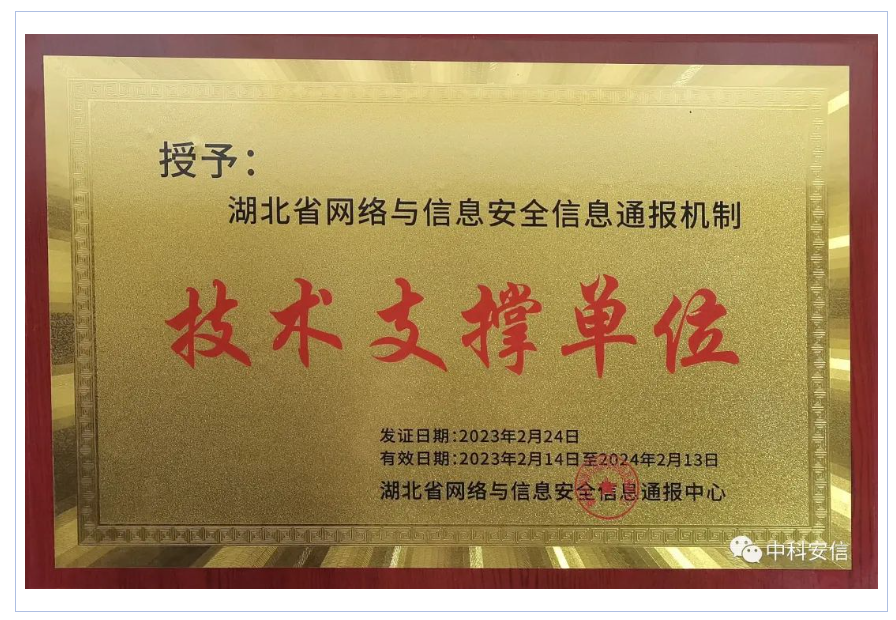 授予：
湖北省网络与信息安全信息通报机制
技术支撑单位
发证日期:2023年2月24日
有效日期:2023年2月14日至2024年2月13日
湖北省网络与信息安全信息通报中心
中科安信